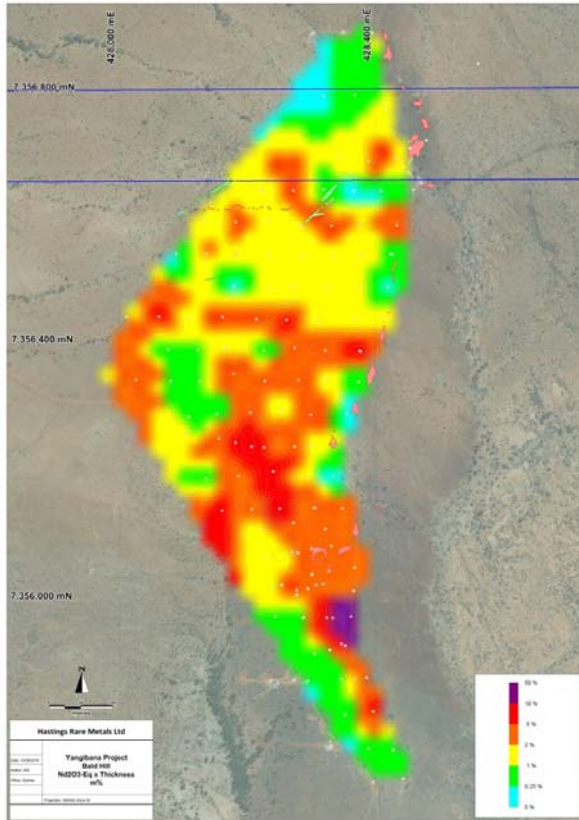 428,000 mE
428,400 mE
7,356,800 mN
7,356,400 mN
7,356,000 mN
N
50 %
10 %
5 %
2 %
1 %
0.25 %
0 %
Hastings Rare Metals Ltd
Yangibana Project
Bald Hill
Nd2O3-Eq x Thickness
m%